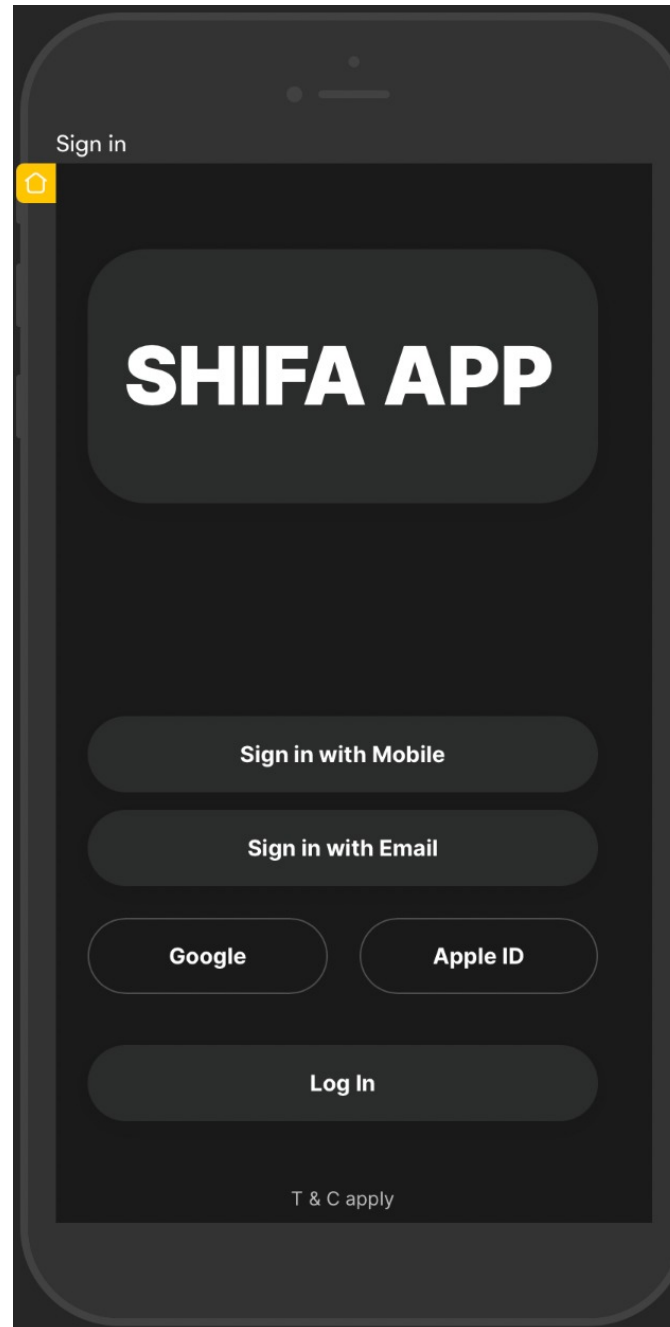 Sign in
SHIFA APP
Sign in with Mobile
Sign in with Email
Google
Apple ID
Log In
T & C apply